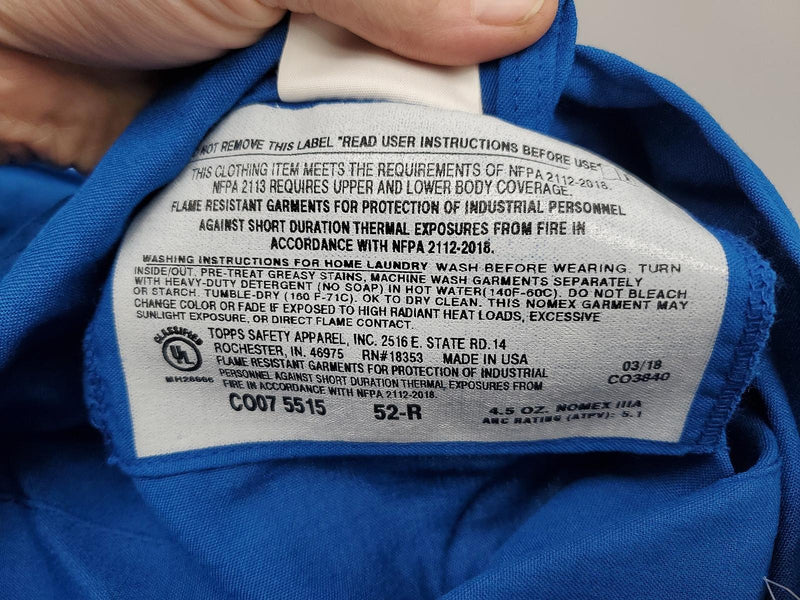 NOT REMOVE THIS LABEL "READ USER INSTRUCTIONS BEFORE USE"
THIS CLOTHING ITEM MEETS THE REQUIREMENTS OF NFPA 2112-2018.
NFPA 2113 REQUIRES UPPER AND LOWER BODY COVERAGE.
FLAME RESISTANT GARMENTS FOR PROTECTION OF INDUSTRIAL PERSONNEL
AGAINST SHORT DURATION THERMAL EXPOSURES FROM FIRE IN
ACCORDANCE WITH NFPA 2112-2018.
WASHING INSTRUCTIONS FOR HOME LAUNDRY WASH BEFORE WEARING. TURN
INSIDE/OUT. PRE-TREAT GREASY STAINS, MACHINE WASH GARMENTS SEPARATELY
WITH HEAVY-DUTY DETERGENT (NO SOAP) IN HOT WATER(140F-60C). DO NOT BLEACH
OR STARCH. TUMBLE-DRY (160 F-71C). OK TO DRY CLEAN. THIS NOMEX GARMENT MAY
CHANGE COLOR OR FADE IF EXPOSED TO HIGH RADIANT HEAT LOADS, EXCESSIVE
SUNLIGHT EXPOSURE, OR DIRECT FLAME CONTACT.
CLASSIFIED
UL
MH26666
TOPPS SAFETY APPAREL, INC. 2516 E. STATE RD. 14
ROCHESTER, IN. 46975 RN#18353 MADE IN USA
FLAME RESISTANT GARMENTS FOR PROTECTION OF INDUSTRIAL
PERSONNEL AGAINST SHORT DURATION THERMAL EXPOSURES FROM
FIRE IN ACCORDANCE WITH NFPA 2112-2018.
03/18
CO3840
CO07 5515 52-R 4.5 OZ. NOMEX IIIA
ARC RATING (ATPV): 5.1